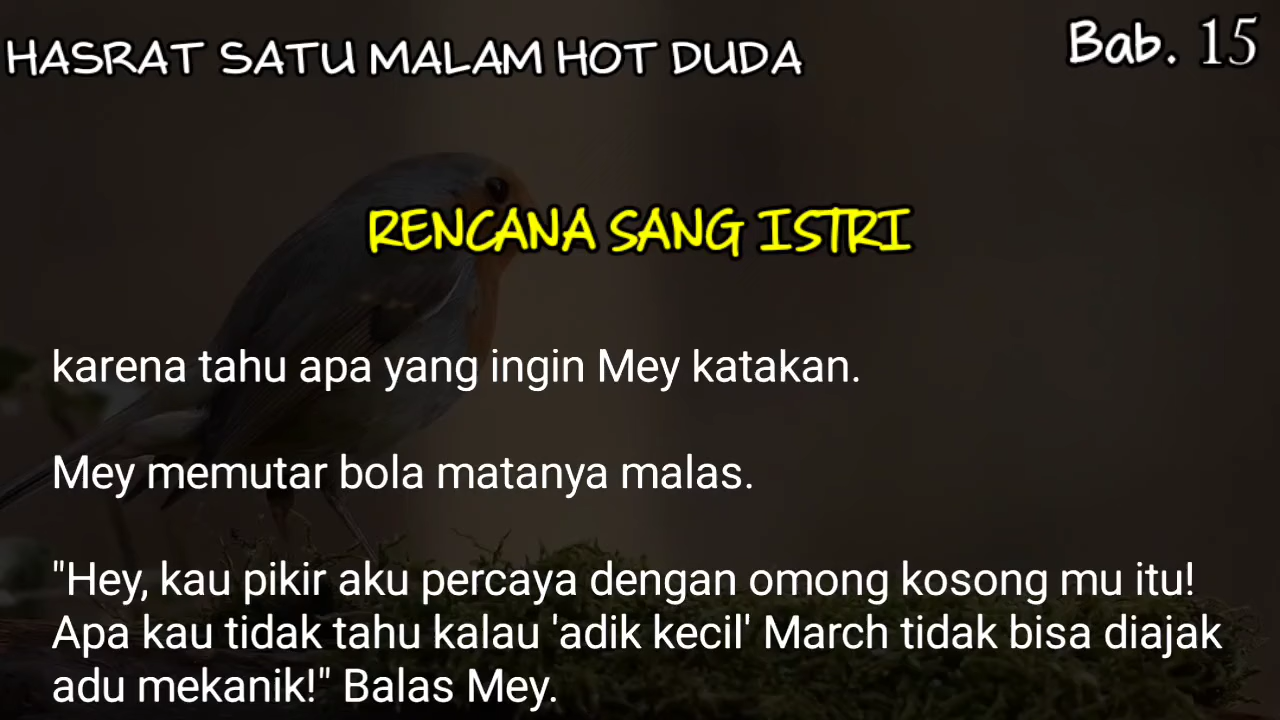 HASRAT SATU MALAM HOT DUDA
Bab. 15
RENCANA SANG ISTRI
karena tahu apa yang ingin Mey katakan.
Mey memutar bola matanya malas.
"Hey, kau pikir aku percaya dengan omong kosong mu itu!
Apa kau tidak tahu kalau 'adik kecil' March tidak bisa diajak
adu mekanik!" Balas Mey.